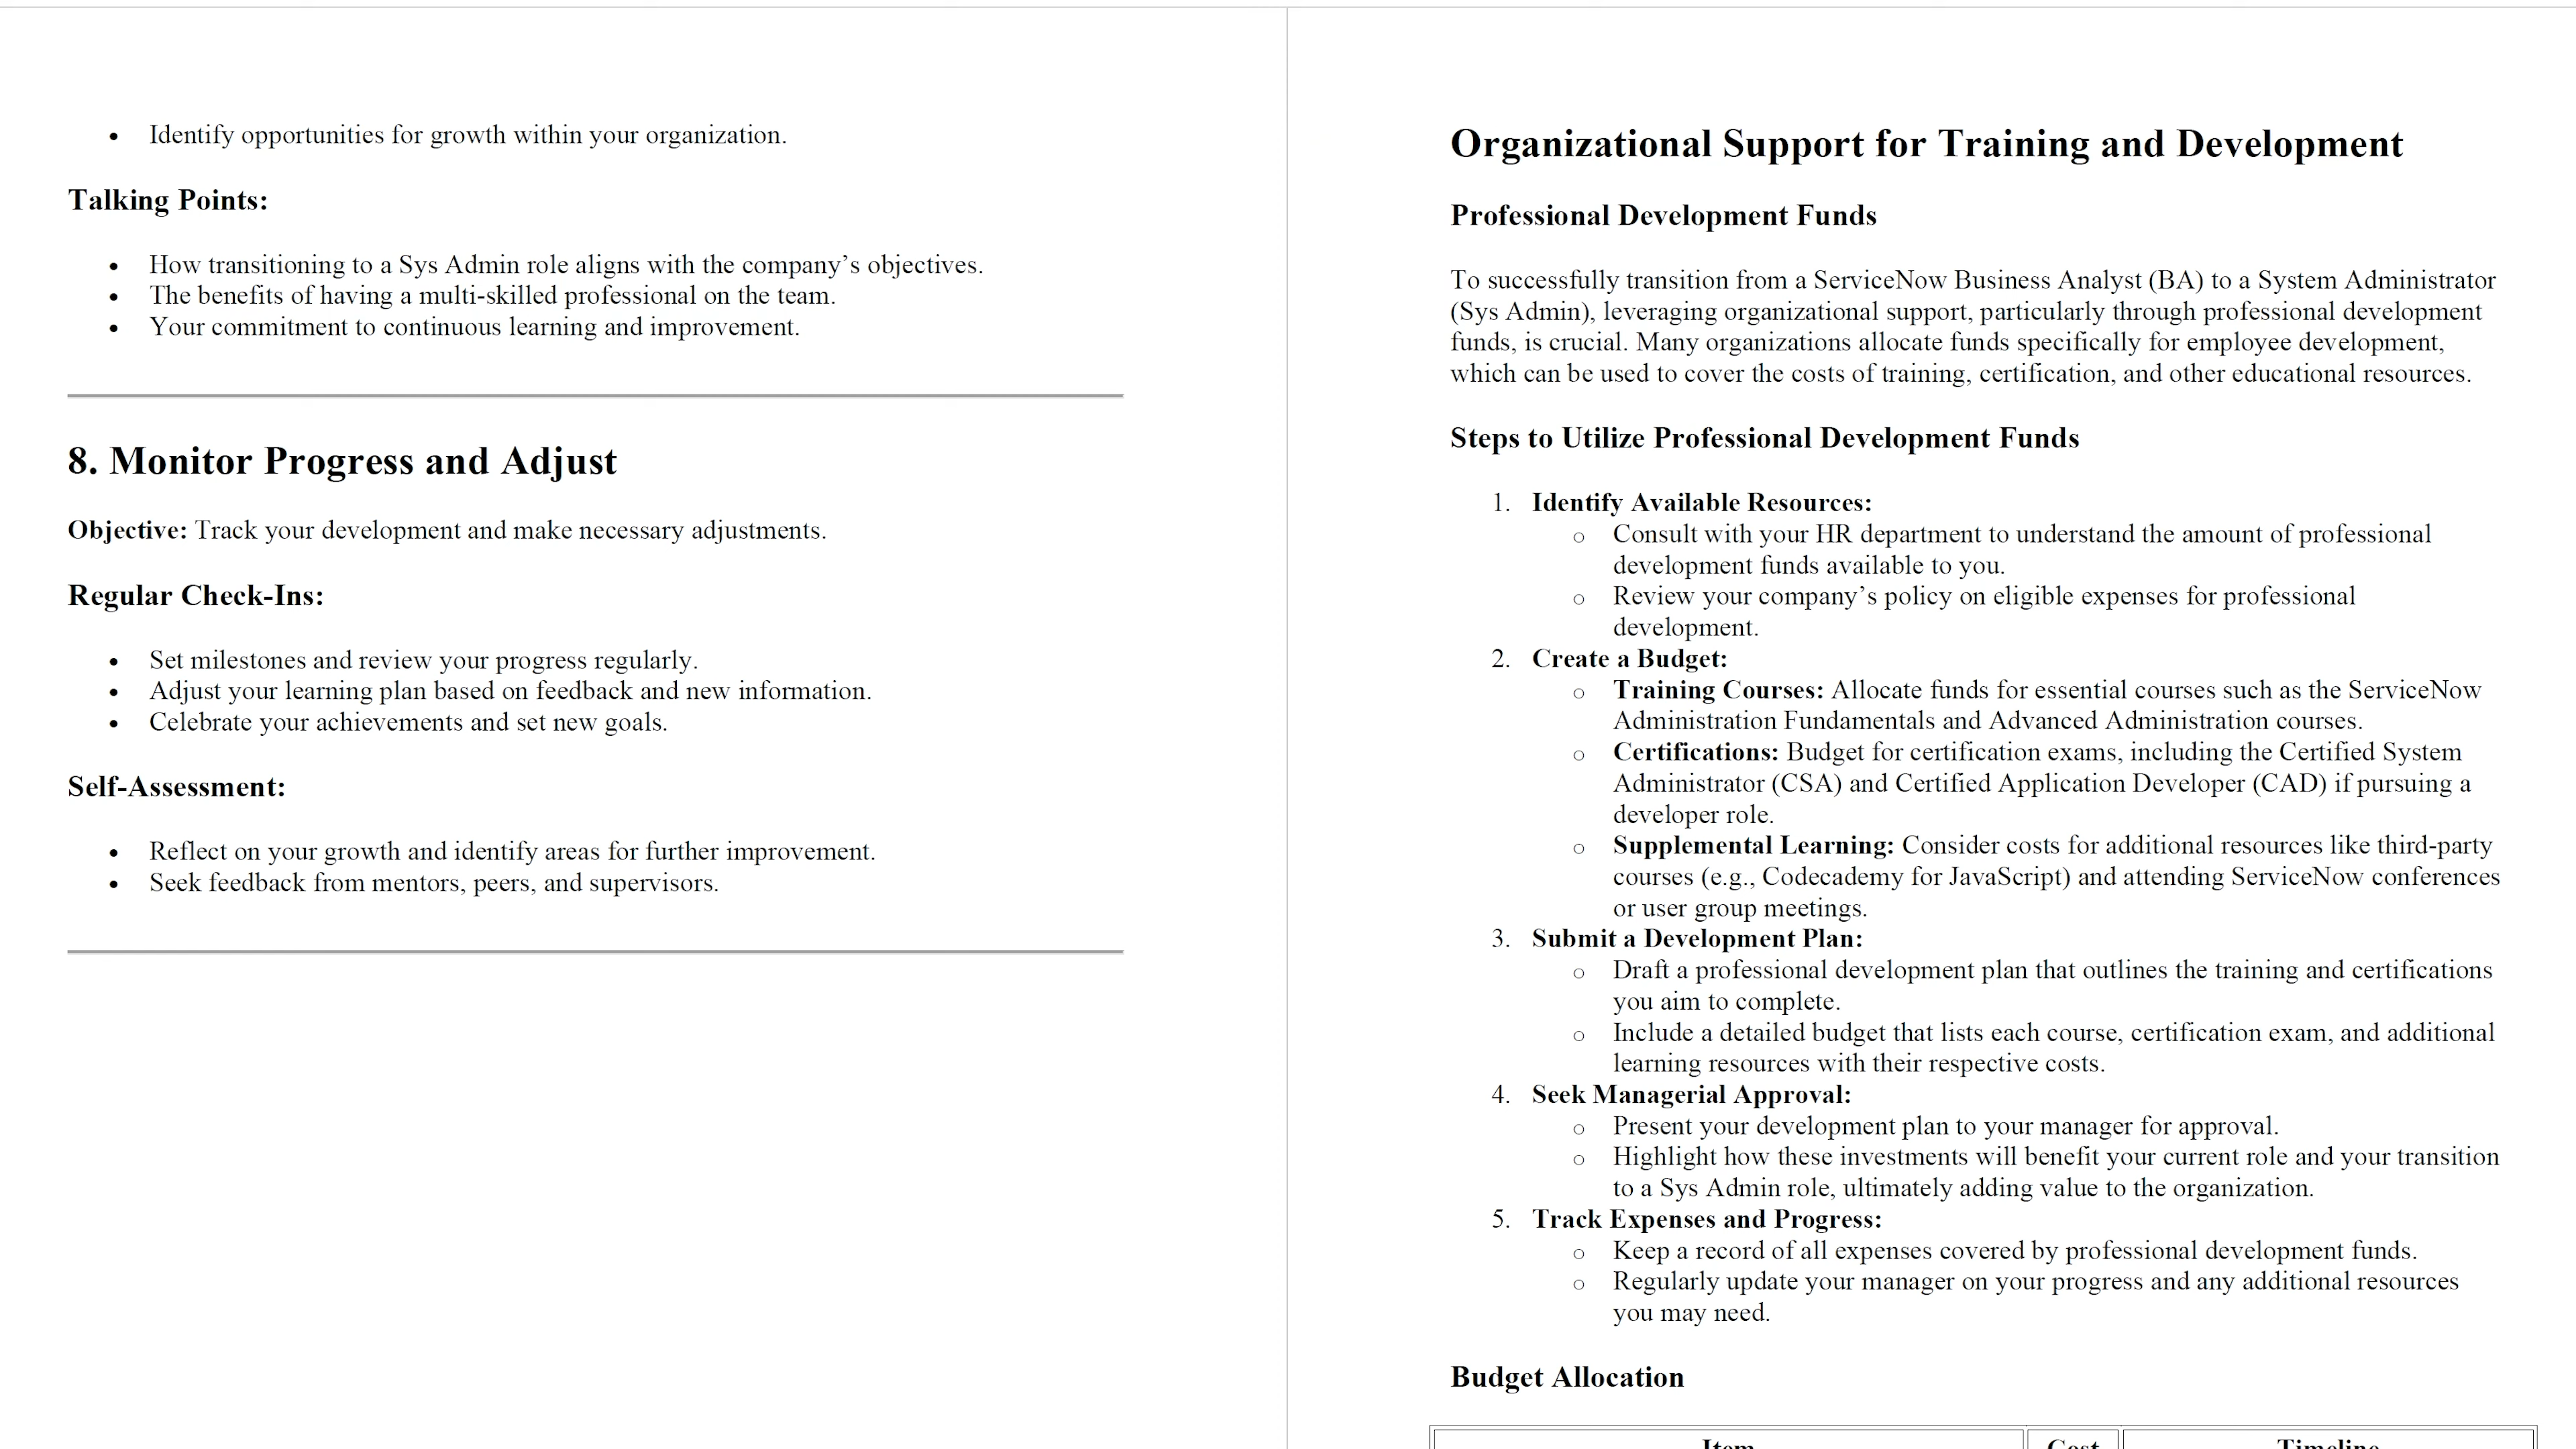 • Identify opportunities for growth within your organization.
Talking Points:
• How transitioning to a Sys Admin role aligns with the company’s objectives.
• The benefits of having a multi-skilled professional on the team.
• Your commitment to continuous learning and improvement.
8. Monitor Progress and Adjust
Objective: Track your development and make necessary adjustments.
Regular Check-Ins:
• Set milestones and review your progress regularly.
• Adjust your learning plan based on feedback and new information.
• Celebrate your achievements and set new goals.
Self-Assessment:
• Reflect on your growth and identify areas for further improvement.
• Seek feedback from mentors, peers, and supervisors.
Organizational Support for Training and Development
Professional Development Funds
To successfully transition from a ServiceNow Business Analyst (BA) to a System Administrator
(Sys Admin), leveraging organizational support, particularly through professional development
funds, is crucial. Many organizations allocate funds specifically for employee development,
which can be used to cover the costs of training, certification, and other educational resources.
Steps to Utilize Professional Development Funds
1. Identify Available Resources:
○ Consult with your HR department to understand the amount of professional
development funds available to you.
○ Review your company’s policy on eligible expenses for professional
development.
2. Create a Budget:
○ Training Courses: Allocate funds for essential courses such as the ServiceNow
Administration Fundamentals and Advanced Administration courses.
○ Certifications: Budget for certification exams, including the Certified System
Administrator (CSA) and Certified Application Developer (CAD) if pursuing a
developer role.
○ Supplemental Learning: Consider costs for additional resources like third-party
courses (e.g., Codecademy for JavaScript) and attending ServiceNow conferences
or user group meetings.
3. Submit a Development Plan:
○ Draft a professional development plan that outlines the training and certifications
you aim to complete.
○ Include a detailed budget that lists each course, certification exam, and additional
learning resources with their respective costs.
4. Seek Managerial Approval:
○ Present your development plan to your manager for approval.
○ Highlight how these investments will benefit your current role and your transition
to a Sys Admin role, ultimately adding value to the organization.
5. Track Expenses and Progress:
○ Keep a record of all expenses covered by professional development funds.
○ Regularly update your manager on your progress and any additional resources
you may need.
Budget Allocation
Item Cost Timeline